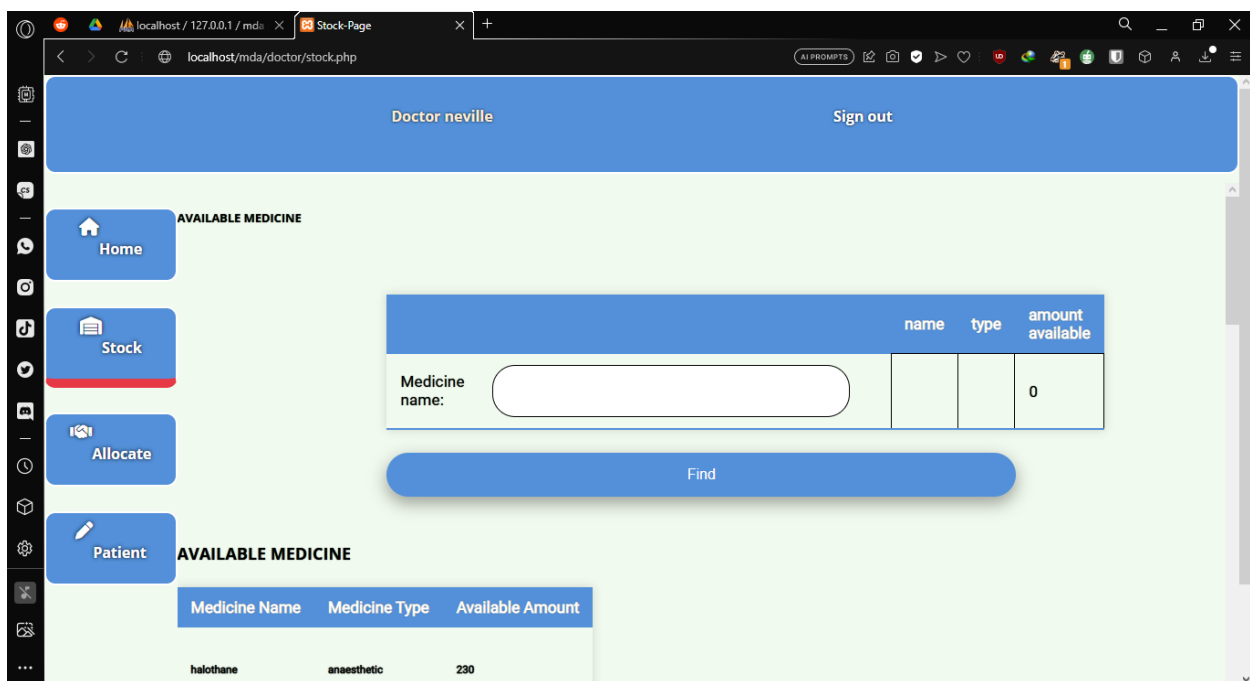 localhost / 127.0.0.1 / mda
Stock-Page
localhost/mda/doctor/stock.php
AI PROMPTS
Doctor neville
Sign out
Home
Stock
Allocate
Patient
AVAILABLE MEDICINE
name
type
amount
available
Medicine
name:
0
Find
AVAILABLE MEDICINE
Medicine Name Medicine Type Available Amount
halothane anaesthetic 230